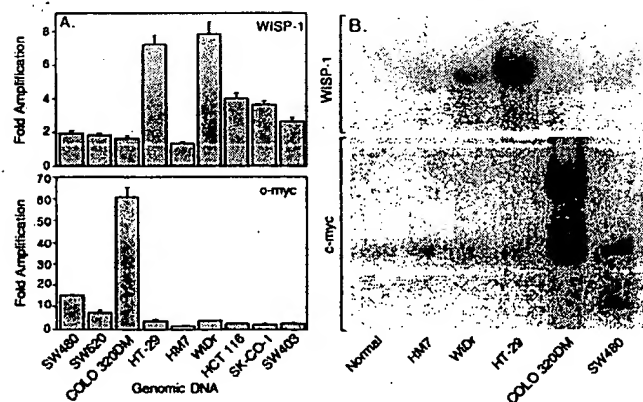 A.
WISP-1
Fold Amplification
8
6
4
2
0
c-myc
Fold Amplification
70
60
50
40
30
20
10
0
SW480
SW620
COLO 320DM
HT-29
HM7
WiDr
HCT 116
SK-CO-1
SW403
Genomic DNA
B.
WISP-1
c-myc
Normal
HM7
WiDr
HT-29
COLO 320DM
SW480